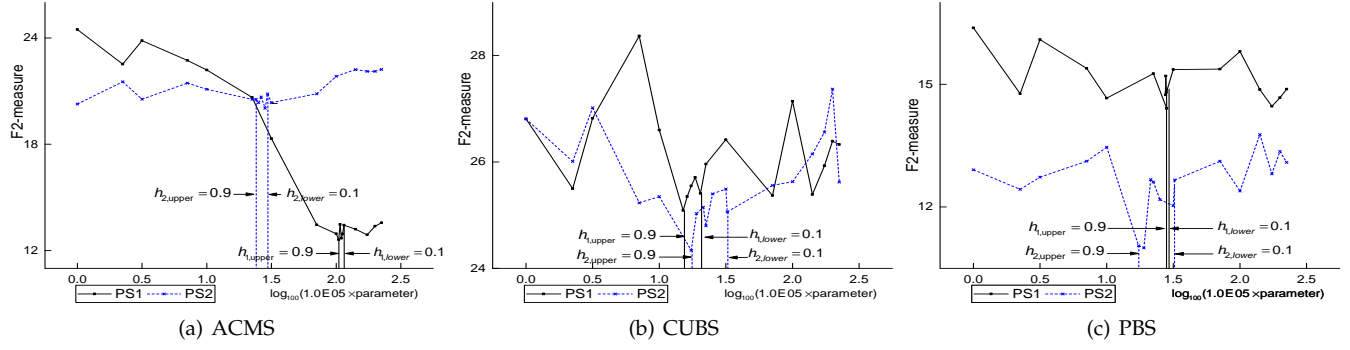 F2-measure
24
18
12
h2,upper = 0.9
h2,lower = 0.1
h1,upper = 0.9
h1,lower = 0.1
0.0 0.5 1.0 1.5 2.0 2.5
PS1 PS2
log100(1.0E05×parameter)
(a) ACMS
F2-measure
28
26
24
h1,upper = 0.9
h1,lower = 0.1
h2,upper = 0.9
h2,lower = 0.1
0.0 0.5 1.0 1.5 2.0 2.5
PS1 PS2
log100(1.0E05×parameter)
(b) CUBS
F2-measure
15
12
h1,upper = 0.9
h1,lower = 0.1
h2,upper = 0.9
h2,lower = 0.1
0.0 0.5 1.0 1.5 2.0 2.5
PS1 PS2
log100(1.0E05×parameter)
(c) PBS